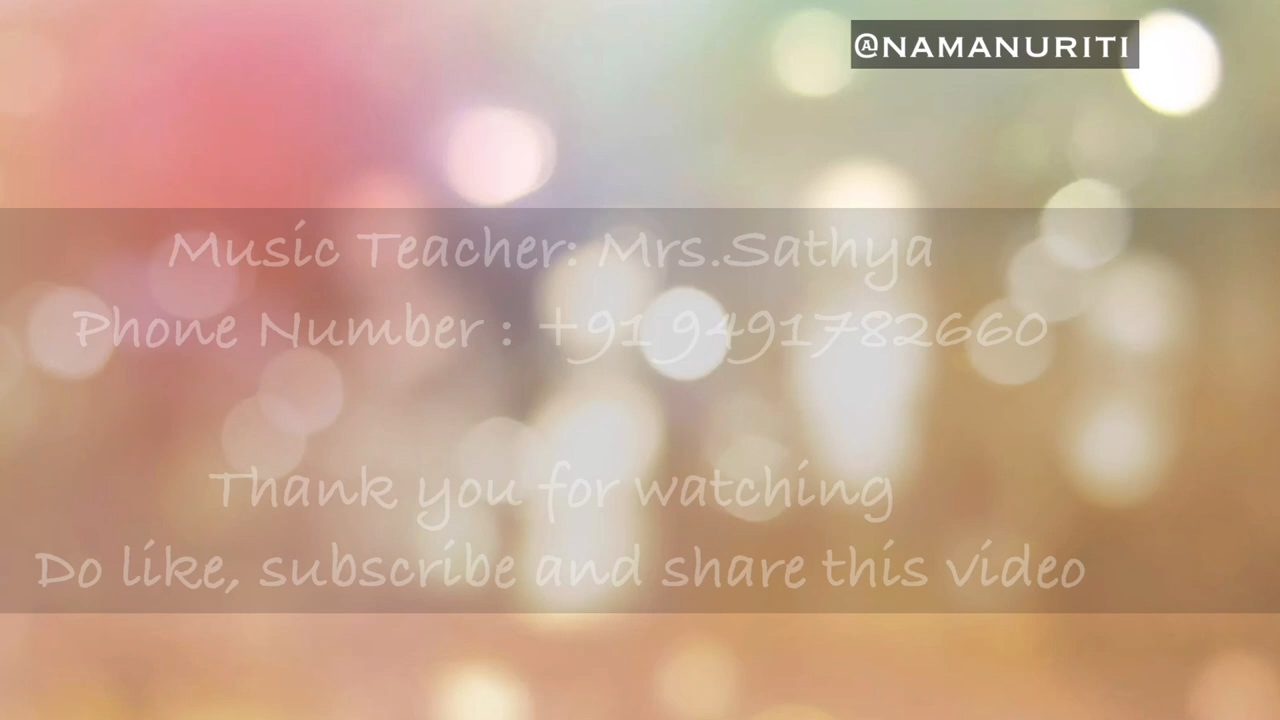 @NAMANURITI
Music Teacher: Mrs.Sathya
Phone Number : +91 9491782660
Thank you for watching
Do like, subscribe and share this video